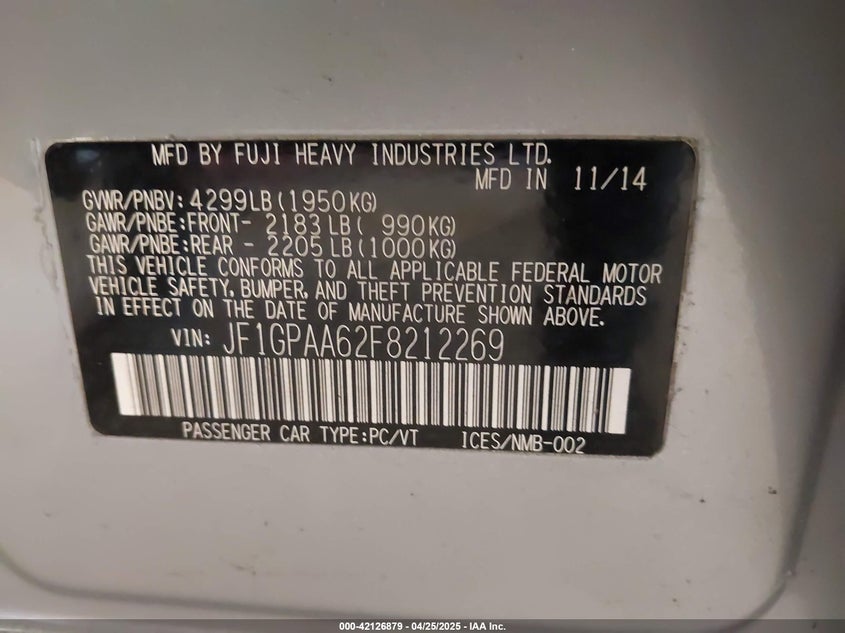 MFD BY FUJI HEAVY INDUSTRIES LTD.
MFD IN 11/14
GVWR/PNBV: 4299LB(1950KG)
GAWR/PNBE:FRONT- 2183LB( 990KG)
GAWR/PNBE:REAR - 2205LB(1000KG)
THIS VEHICLE CONFORMS TO ALL APPLICABLE FEDERAL MOTOR
VEHICLE SAFETY, BUMPER, AND THEFT PREVENTION STANDARDS
IN EFFECT ON THE DATE OF MANUFACTURE SHOWN ABOVE.
VIN: JF1GPAA62F8212269
PASSENGER CAR TYPE:PC/VT ICES/NMB-002
000-42126879 - 04/25/2025 - IAA Inc.